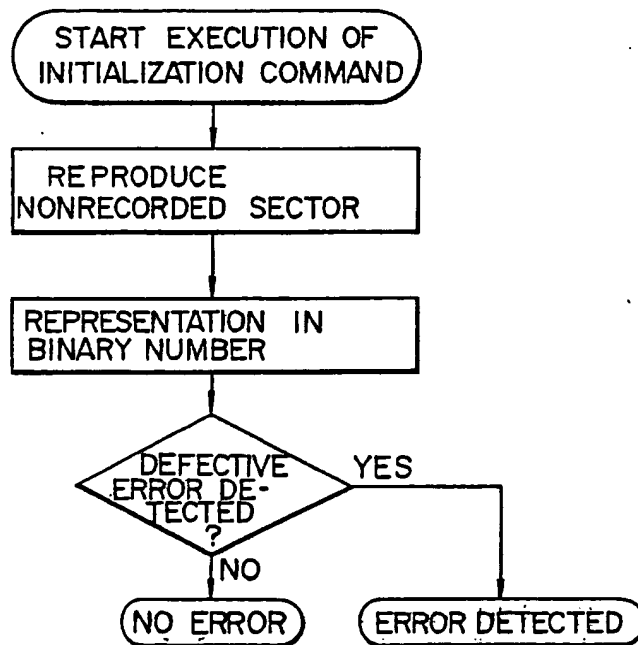 START EXECUTION OF
INITIALIZATION COMMAND
REPRODUCE
NONRECORDED SECTOR
REPRESENTATION IN
BINARY NUMBER
DEFECTIVE
ERROR DE-
TECTED
?
YES
NO
NO ERROR
ERROR DETECTED